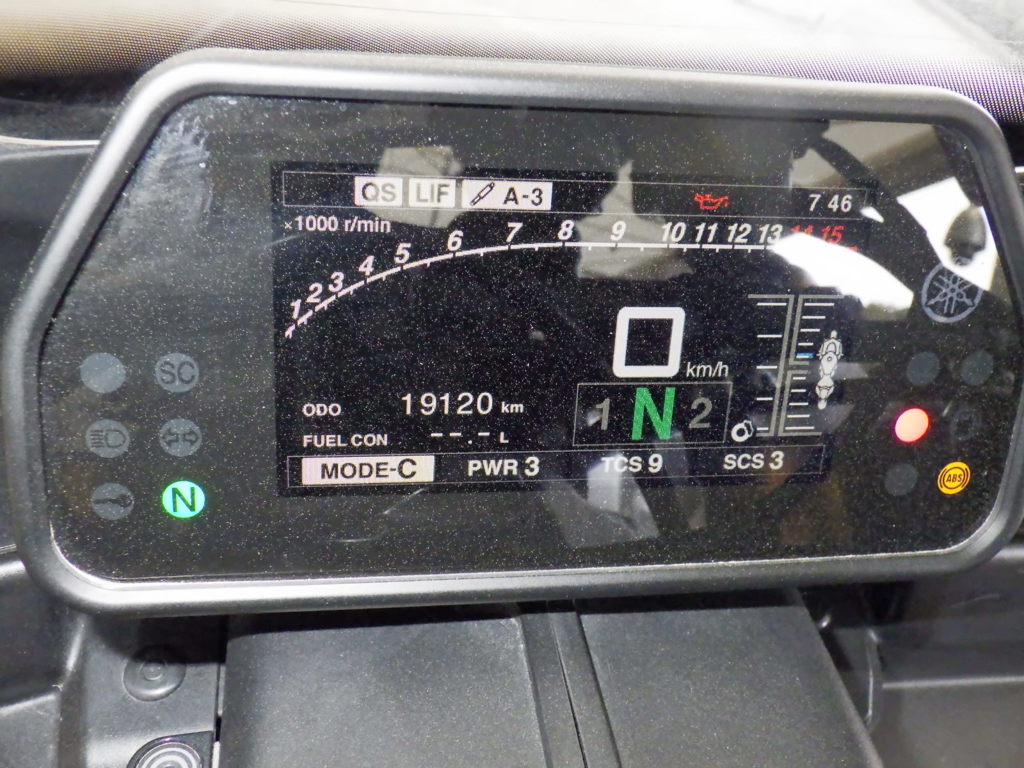 QS LIF A-3 7 46
×1000 r/min
1 2 3 4 5 6 7 8 9 10 11 12 13 14 15
0 km/h
ODO 19120 km
1 N 2
FUEL CON --.- L
MODE-C PWR 3 TCS 9 SCS 3
SC
N
ABS